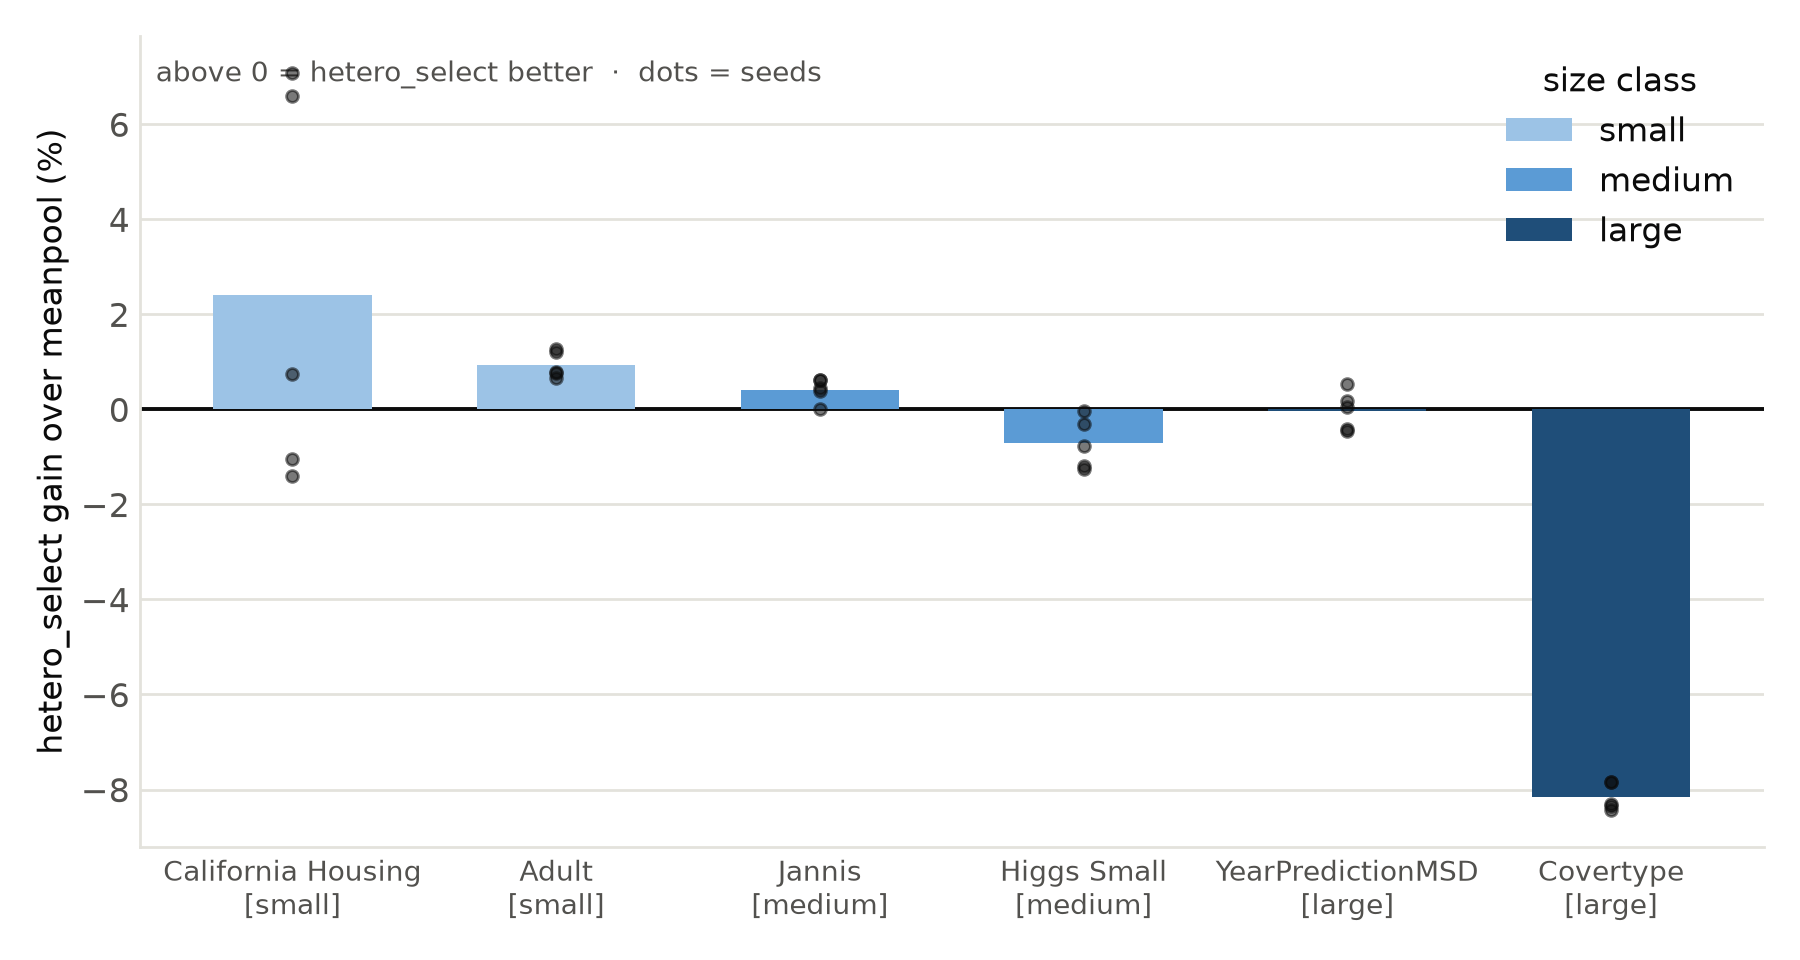 above 0 = hetero_select better · dots = seeds
size class
small
medium
large
hetero_select gain over meanpool (%)
6
4
2
0
−2
−4
−6
−8
California Housing
[small]
Adult
[small]
Jannis
[medium]
Higgs Small
[medium]
YearPredictionMSD
[large]
Covertype
[large]